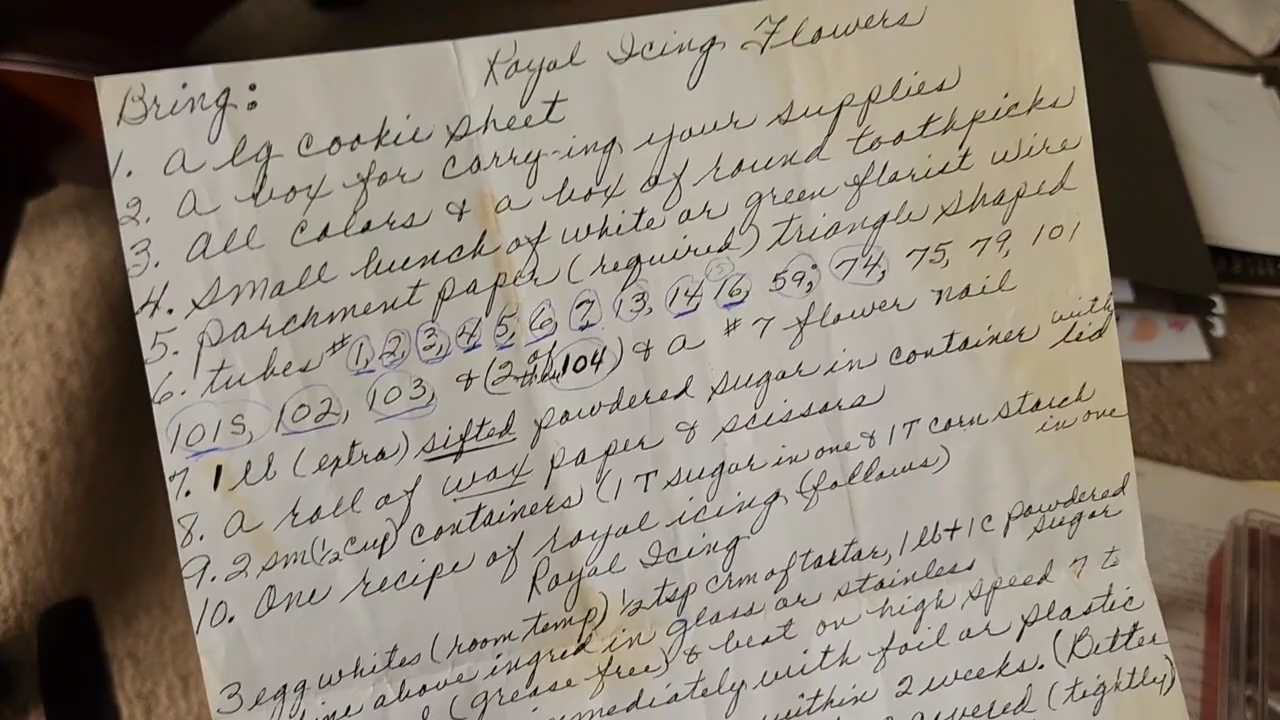 Royal Icing Flowers
Bring:
1. a lg cookie sheet
2. a box for carry-ing your supplies
3. all colors & a box of round toothpicks
4. small bunch of white or green florist wire
5. parchment paper (required) triangle shaped
6. tubes #1, 2, 3, 4, 5, 6, 7, 13, 14, 16, 59; 74, 75, 79, 101
101s, 102, 103, & (2 of the 104) & a #7 flower nail
7. 1 lb (extra) sifted powdered sugar in container with lid
8. a roll of wax paper & scissors
9. 2 sm (½ cup) containers (1 T sugar in one & 1 T corn starch in one
10. One recipe of royal icing (follows)
Royal Icing
3 egg whites (room temp) ½ tsp crm of tartar, 1 lb + 1 C powdered sugar
above ingred in glass or stainless
(grease free) & beat on high speed 7 to
immediately with foil or plastic
within 2 weeks. (Better
(tightly)